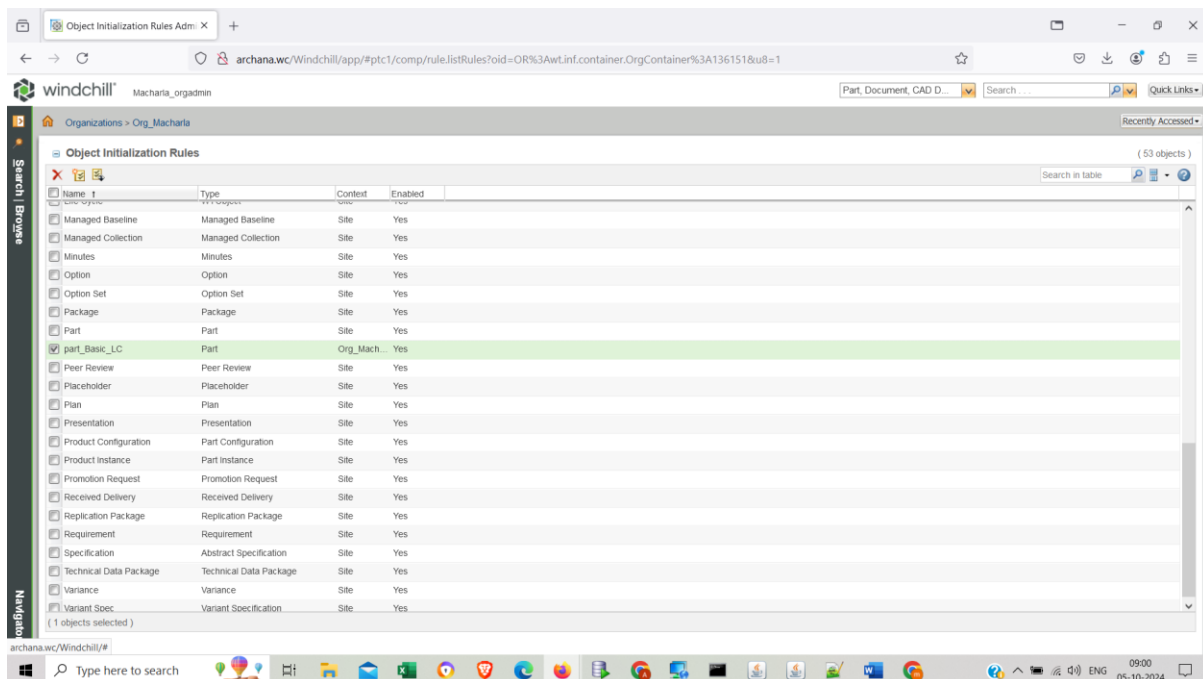 Object Initialization Rules Admi
archana.wc/Windchill/app/#ptc1/comp/rule.listRules?oid=OR%3Awt.inf.container.OrgContainer%3A136151&u8=1
windchill® Macharla_orgadmin Part, Document, CAD D... Search . . . Quick Links
Organizations > Org_Macharla Recently Accessed
Search | Browse
Navigator
Object Initialization Rules ( 53 objects )
Search in table
Name Type Context Enabled
Life Cycle WTObject Site Yes
Managed Baseline Managed Baseline Site Yes
Managed Collection Managed Collection Site Yes
Minutes Minutes Site Yes
Option Option Site Yes
Option Set Option Set Site Yes
Package Package Site Yes
Part Part Site Yes
part_Basic_LC Part Org_Mach... Yes
Peer Review Peer Review Site Yes
Placeholder Placeholder Site Yes
Plan Plan Site Yes
Presentation Presentation Site Yes
Product Configuration Part Configuration Site Yes
Product Instance Part Instance Site Yes
Promotion Request Promotion Request Site Yes
Received Delivery Received Delivery Site Yes
Replication Package Replication Package Site Yes
Requirement Requirement Site Yes
Specification Abstract Specification Site Yes
Technical Data Package Technical Data Package Site Yes
Variance Variance Site Yes
Variant Spec Variant Specification Site Yes
( 1 objects selected )
archana.wc/Windchill/#
Type here to search ENG 09:00
05-10-2024